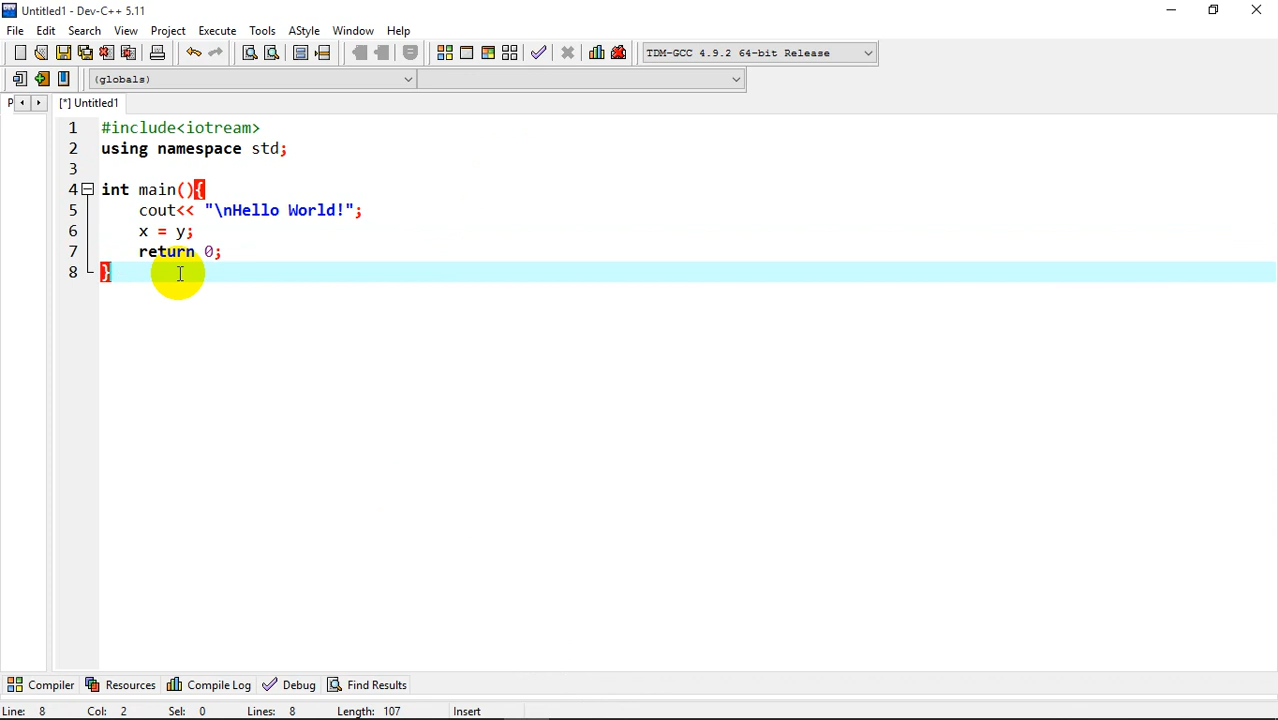 Untitled1 - Dev-C++ 5.11
File Edit Search View Project Execute Tools AStyle Window Help
TDM-GCC 4.9.2 64-bit Release
(globals)
P [*] Untitled1
1 #include<iotream>
2 using namespace std;
3
4 int main(){
5 cout<< "\nHello World!";
6 x = y;
7 return 0;
8 }
Compiler Resources Compile Log Debug Find Results
Line: 8 Col: 2 Sel: 0 Lines: 8 Length: 107 Insert